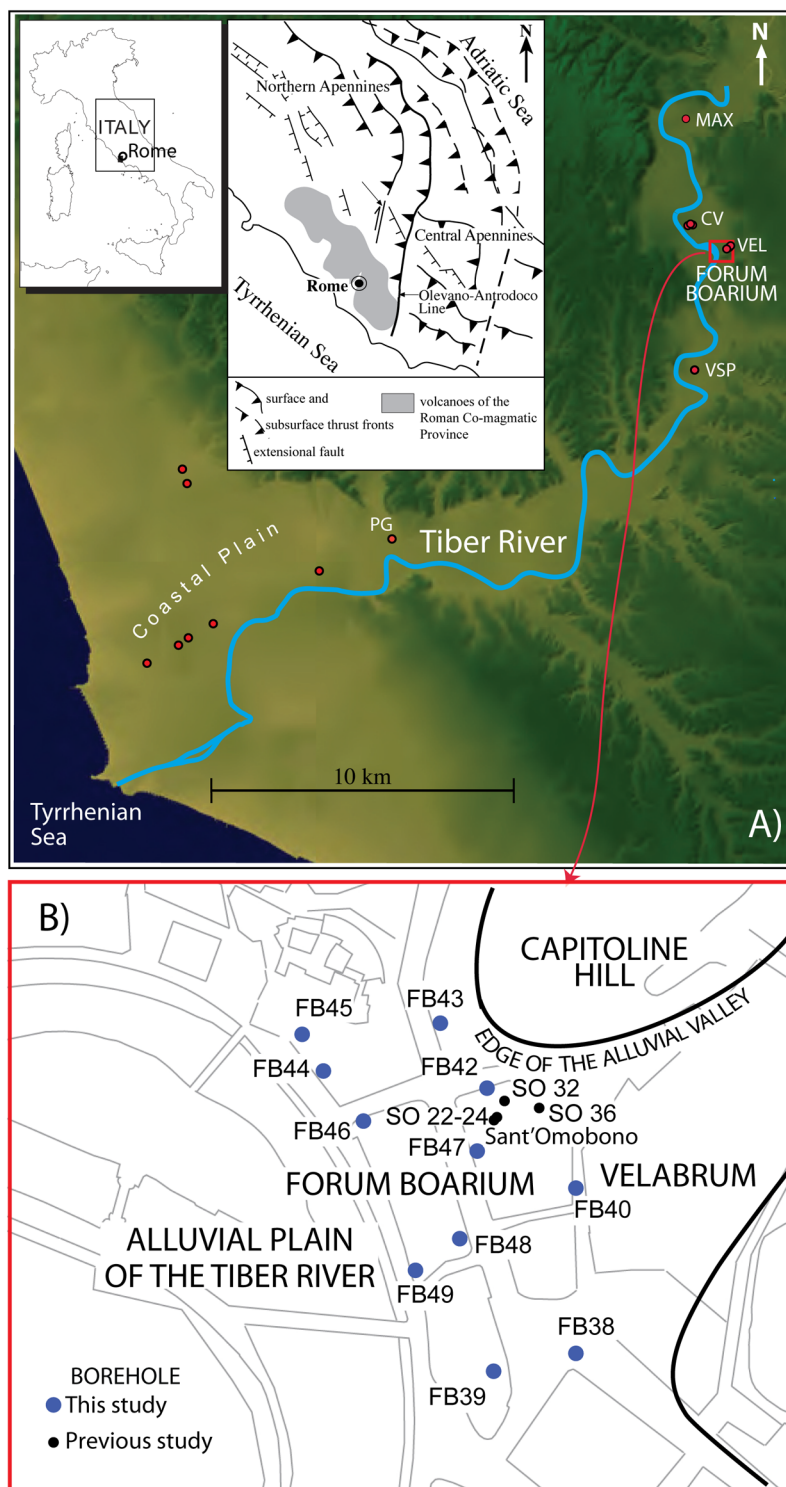 ITALY
Rome
N
Northern Apennines
Adriatic Sea
Central Apennines
Rome
Olevano-Antrodoco
Line
Tyrrhenian Sea
surface and
subsurface thrust fronts
extensional fault
volcanoes of the
Roman Co-magmatic
Province
N
MAX
CV
VEL
FORUM
BOARIUM
VSP
PG
Tiber River
Coastal Plain
10 km
Tyrrhenian
Sea
A)
B)
CAPITOLINE
HILL
EDGE OF THE ALLUVIAL VALLEY
FB45
FB43
FB44
FB42
SO 32
SO 36
SO 22-24
FB46
Sant'Omobono
FB47
FORUM BOARIUM
VELABRUM
FB40
ALLUVIAL PLAIN
OF THE TIBER RIVER
FB48
FB49
FB38
FB39
BOREHOLE
This study
Previous study